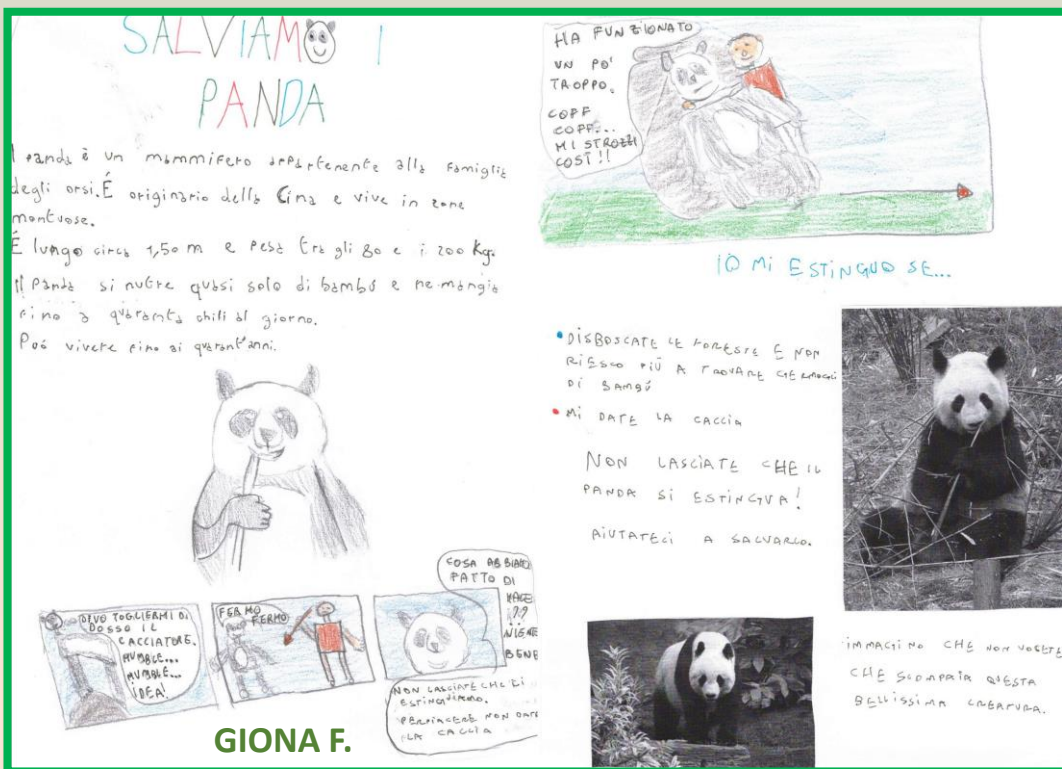 SALVIAMO I
PANDA
Il panda è un mammifero appartenente alla famiglia
degli orsi. É originario della Cina e vive in zone
montuose.
É lungo circa 1,50 m e pesa tra gli 80 e i 200 Kg.
Il Panda si nutre quasi solo di bambù e ne mangia
fino a quaranta chili al giorno.
Può vivere fino ai quarant'anni.
DEVO TOGLIERMI DI
DOSSO IL
CACCIATORE.
HUMBLE...
HUMBLE...
IDEA!
FERMO
FERMO
COSA ABBIAMO
FATTO DI
MALE
??
NIENTE
BENE
NON LASCIATE CHE CI
ESTINGUIAMO.
PERPIACERE NON DATE
LA CACCIA
GIONA F.
HA FUNZIONATO
UN PO'
TROPPO.
COFF
COFF...
MI STROZZI
COSÌ!!
IO MI ESTINGUO SE...
• DISBOSCATE LE FORESTE E NON
RIESCO PIÙ A TROVARE GERMOGLI
DI BAMBÚ
• MI DATE LA CACCIA
NON LASCIATE CHE IL
PANDA SI ESTINGUA!
AIUTATECI A SALVARLO.
IMMAGINO CHE NON VOLETE
CHE SCOMPAIA QUESTA
BELLISSIMA CREATURA.